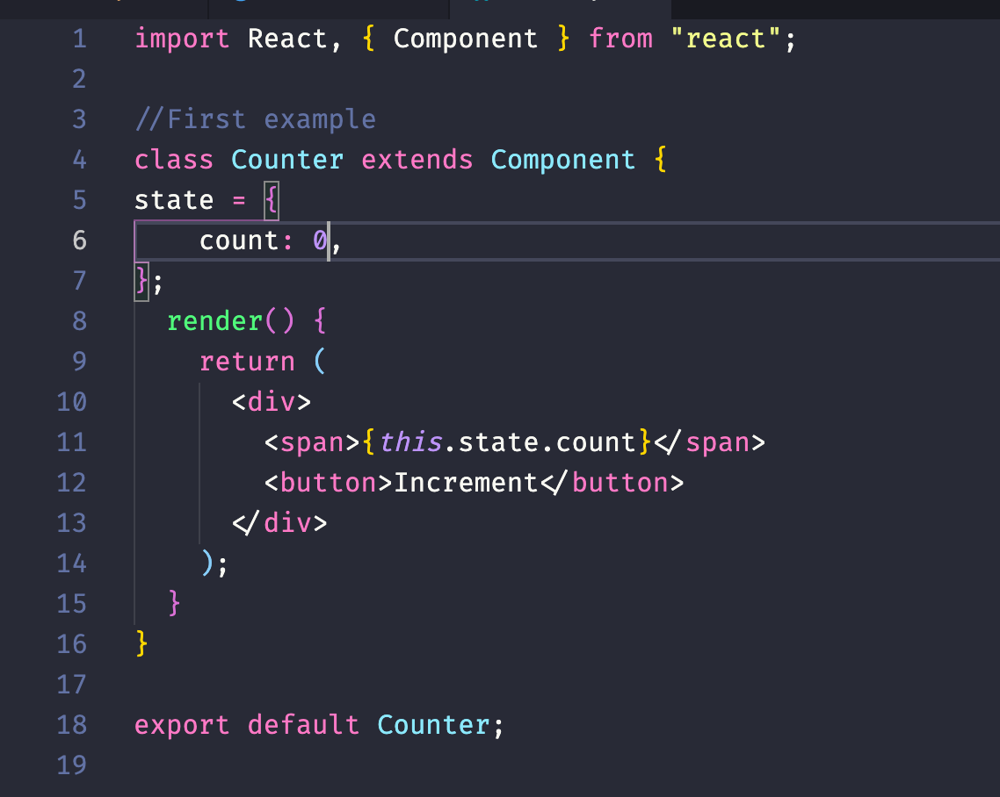 1 import React, { Component } from "react";
2
3 //First example
4 class Counter extends Component {
5 state = {
6     count: 0,
7 };
8   render() {
9     return (
10       <div>
11         <span>{this.state.count}</span>
12         <button>Increment</button>
13       </div>
14     );
15   }
16 }
17
18 export default Counter;
19